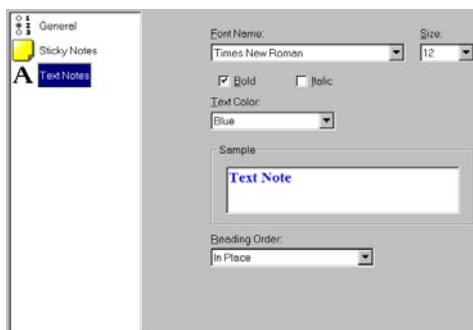 General
Sticky Notes
Text Notes
Font Name:
Size:
Times New Roman
12
Bold
Italic
Text Color:
Blue
Sample
Text Note
Reading Order:
In Place